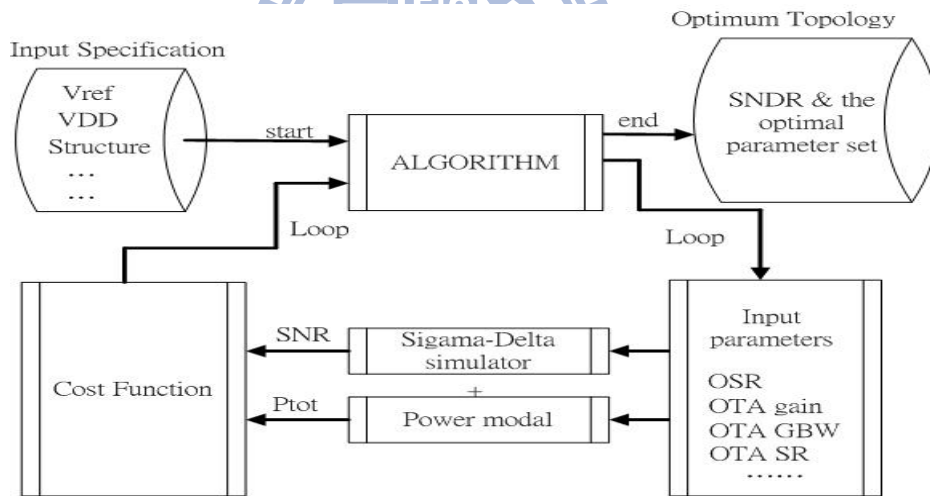 Optimum Topology
Input Specification
Vref
VDD
Structure
...
...
start
ALGORITHM
end
SNDR & the
optimal
parameter set
Loop
Loop
Input
parameters
OSR
OTA gain
OTA GBW
OTA SR
......
SNR
Sigama-Delta
simulator
+
Cost Function
Ptot
Power modal